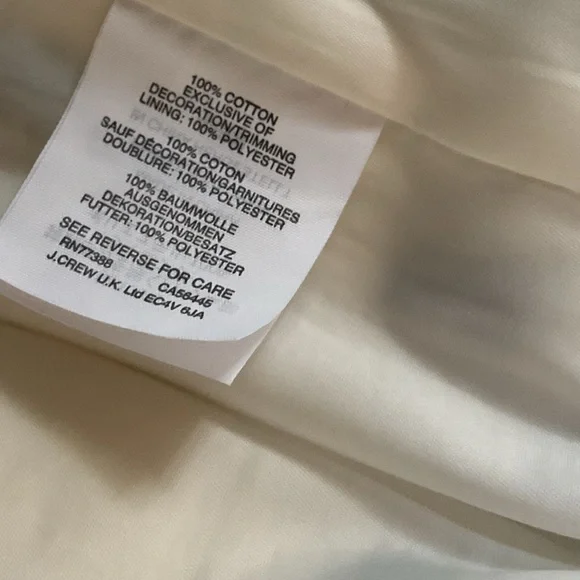 100% COTTON
EXCLUSIVE OF
DECORATION/TRIMMING
LINING: 100% POLYESTER
100% COTON
SAUF DÉCORATION/GARNITURES
DOUBLURE: 100% POLYESTER
100% BAUMWOLLE
AUSGENOMMEN
DEKORATION/BESATZ
FUTTER: 100% POLYESTER
SEE REVERSE FOR CARE
RN77388 CA56445
J.CREW U.K. Ltd EC4V 6JA